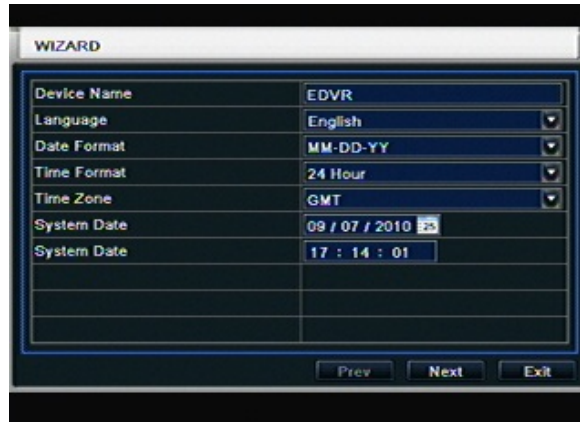 WIZARD
Device Name EDVR
Language English
Date Format MM-DD-YY
Time Format 24 Hour
Time Zone GMT
System Date 09 / 07 / 2010 25
System Date 17 : 14 : 01
Prev Next Exit